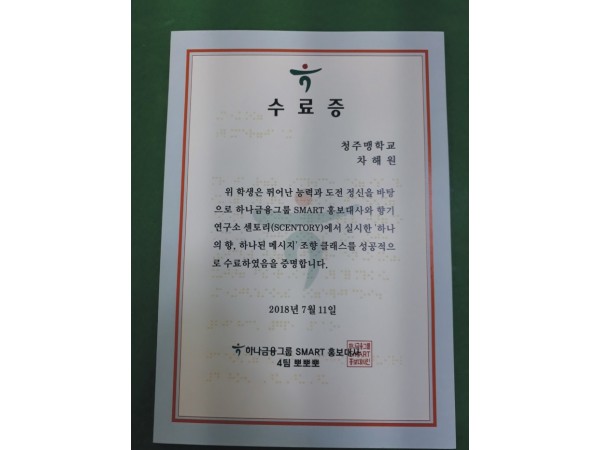 수료증
청주맹학교
차해원
위 학생은 뛰어난 능력과 도전 정신을 바탕
으로 하나금융그룹 SMART 홍보대사와 향기
연구소 센토리(SCENTORY)에서 실시한 '하나
의 향, 하나된 메시지' 조향 클래스를 성공적으
로 수료하였음을 증명합니다.
2018년 7월 11일
하나금융그룹 SMART 홍보대사
4팀 뽀뽀뽀